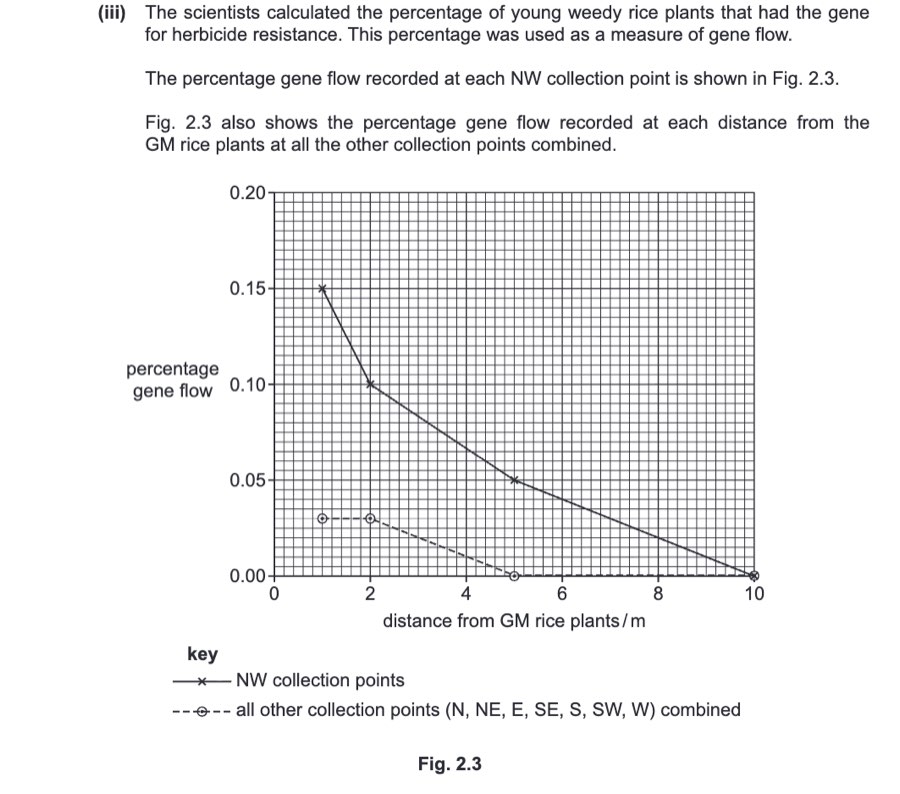 (iii) The scientists calculated the percentage of young weedy rice plants that had the gene
for herbicide resistance. This percentage was used as a measure of gene flow.
The percentage gene flow recorded at each NW collection point is shown in Fig. 2.3.
Fig. 2.3 also shows the percentage gene flow recorded at each distance from the
GM rice plants at all the other collection points combined.
0.20
0.15
percentage
gene flow
0.10
0.05
0.00
0 2 4 6 8 10
distance from GM rice plants / m
key
NW collection points
all other collection points (N, NE, E, SE, S, SW, W) combined
Fig. 2.3